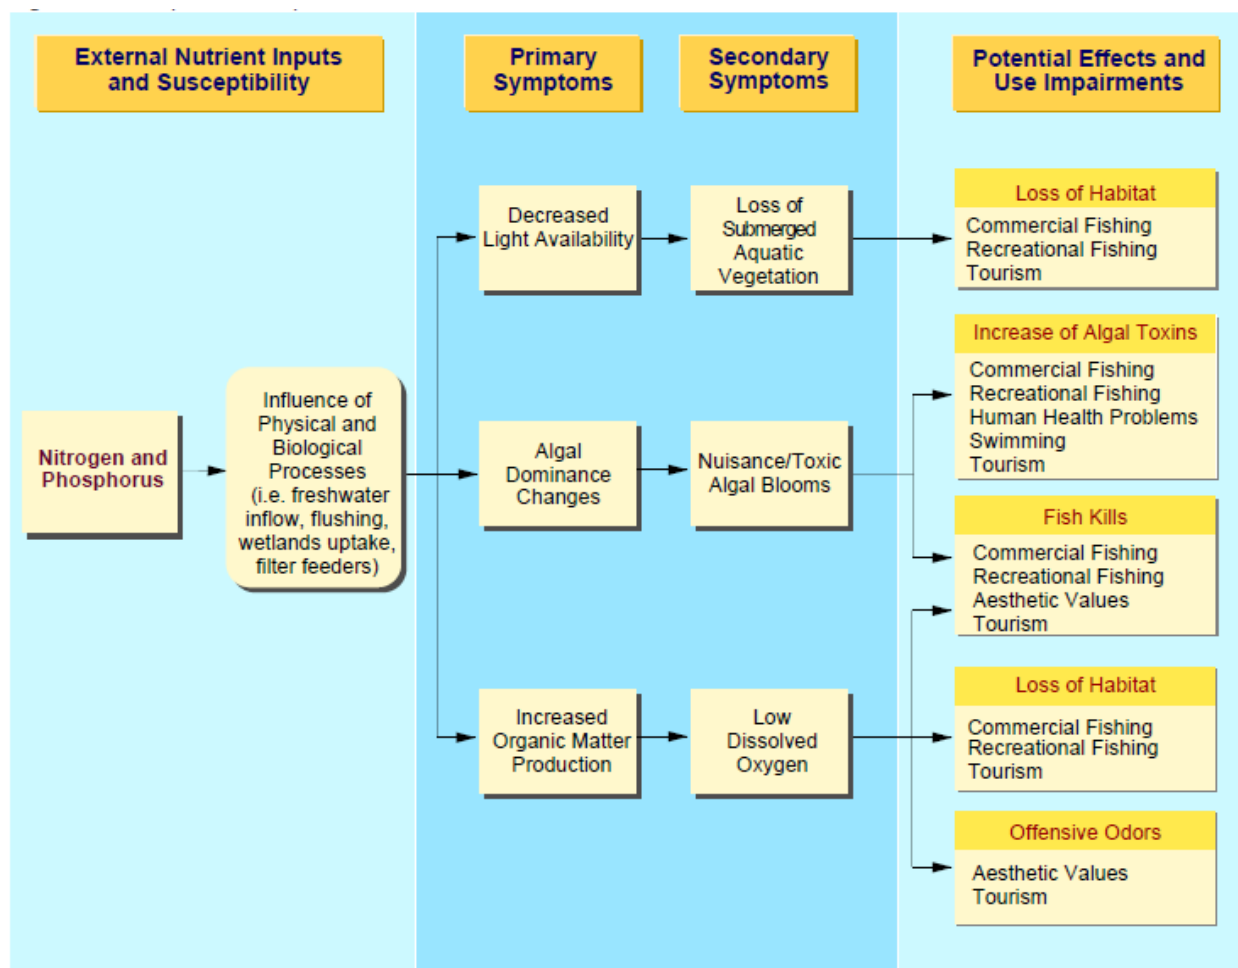 External Nutrient Inputs
and Susceptibility
Primary
Symptoms
Secondary
Symptoms
Potential Effects and
Use Impairments
Nitrogen and
Phosphorus
Influence of
Physical and
Biological
Processes
(i.e. freshwater
inflow, flushing,
wetlands uptake,
filter feeders)
Decreased
Light Availability
Loss of
Submerged
Aquatic
Vegetation
Loss of Habitat
Commercial Fishing
Recreational Fishing
Tourism
Algal
Dominance
Changes
Nuisance/Toxic
Algal Blooms
Increase of Algal Toxins
Commercial Fishing
Recreational Fishing
Human Health Problems
Swimming
Tourism
Fish Kills
Commercial Fishing
Recreational Fishing
Aesthetic Values
Tourism
Increased
Organic Matter
Production
Low
Dissolved
Oxygen
Loss of Habitat
Commercial Fishing
Recreational Fishing
Tourism
Offensive Odors
Aesthetic Values
Tourism